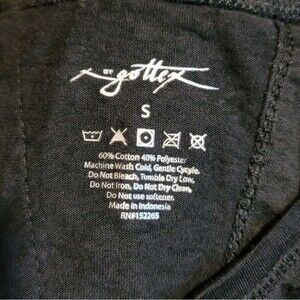 X BY gottex
S
60% Cotton 40% Polyester
Machine Wash Cold, Gentle Cycyle.
Do Not Bleach, Tumble Dry Low,
Do Not Iron, Do Not Dry Clean,
Do Not use softener.
Made in Indonesia
RN#152265